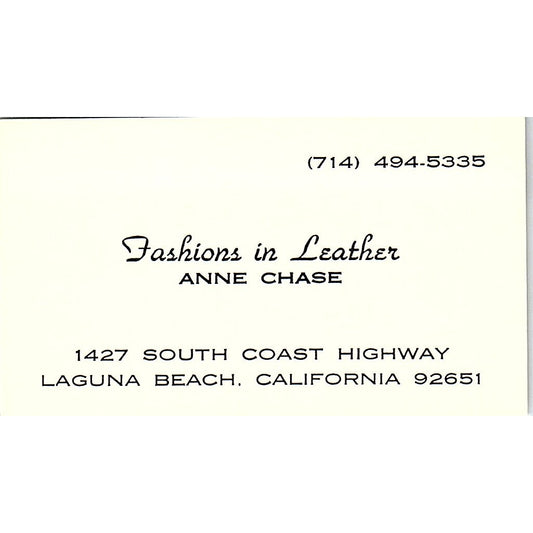 (714) 494-5335
Fashions in Leather
ANNE CHASE
1427 SOUTH COAST HIGHWAY
LAGUNA BEACH, CALIFORNIA 92651